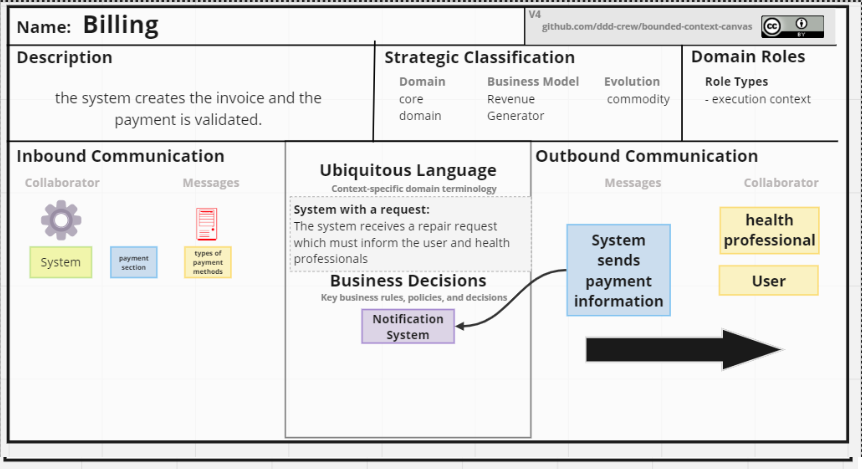 Name: Billing
V4
github.com/ddd-crew/bounded-context-canvas
cc
BY
Description
the system creates the invoice and the
payment is validated.
Strategic Classification
Domain
core
domain
Business Model
Revenue
Generator
Evolution
commodity
Domain Roles
Role Types
- execution context
Inbound Communication
Collaborator
Messages
System
payment
section
types of
payment
methods
Ubiquitous Language
Context-specific domain terminology
System with a request:
The system receives a repair request
which must inform the user and health
professionals
Business Decisions
Key business rules, policies, and decisions
Notification
System
Outbound Communication
Messages
Collaborator
System
sends
payment
information
health
professional
User